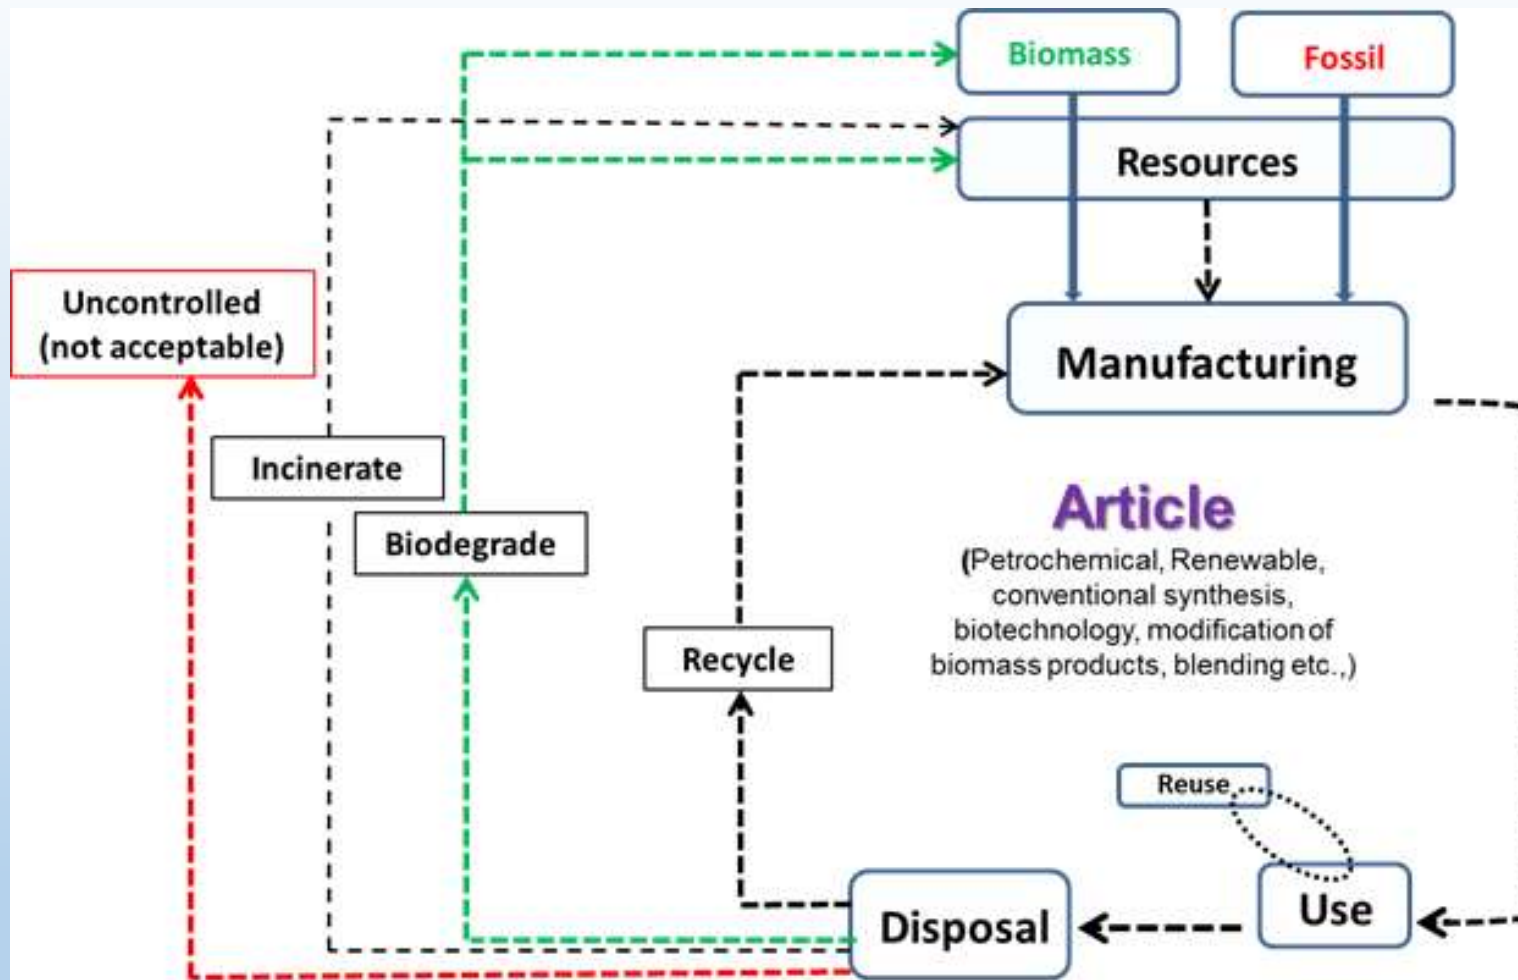 Biomass
Fossil
Resources
Uncontrolled
(not acceptable)
Manufacturing
Incinerate
Article
Biodegrade
(Petrochemical, Renewable,
conventional synthesis,
biotechnology, modification of
biomass products, blending etc.,)
Recycle
Reuse
Disposal
Use